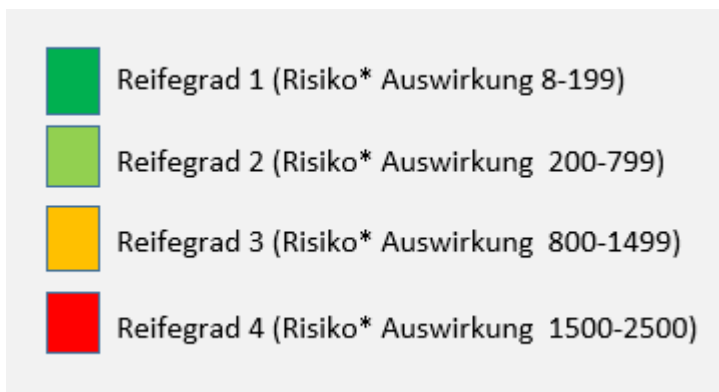 Reifegrad 1 (Risiko* Auswirkung 8-199)
Reifegrad 2 (Risiko* Auswirkung  200-799)
Reifegrad 3 (Risiko* Auswirkung  800-1499)
Reifegrad 4 (Risiko* Auswirkung  1500-2500)